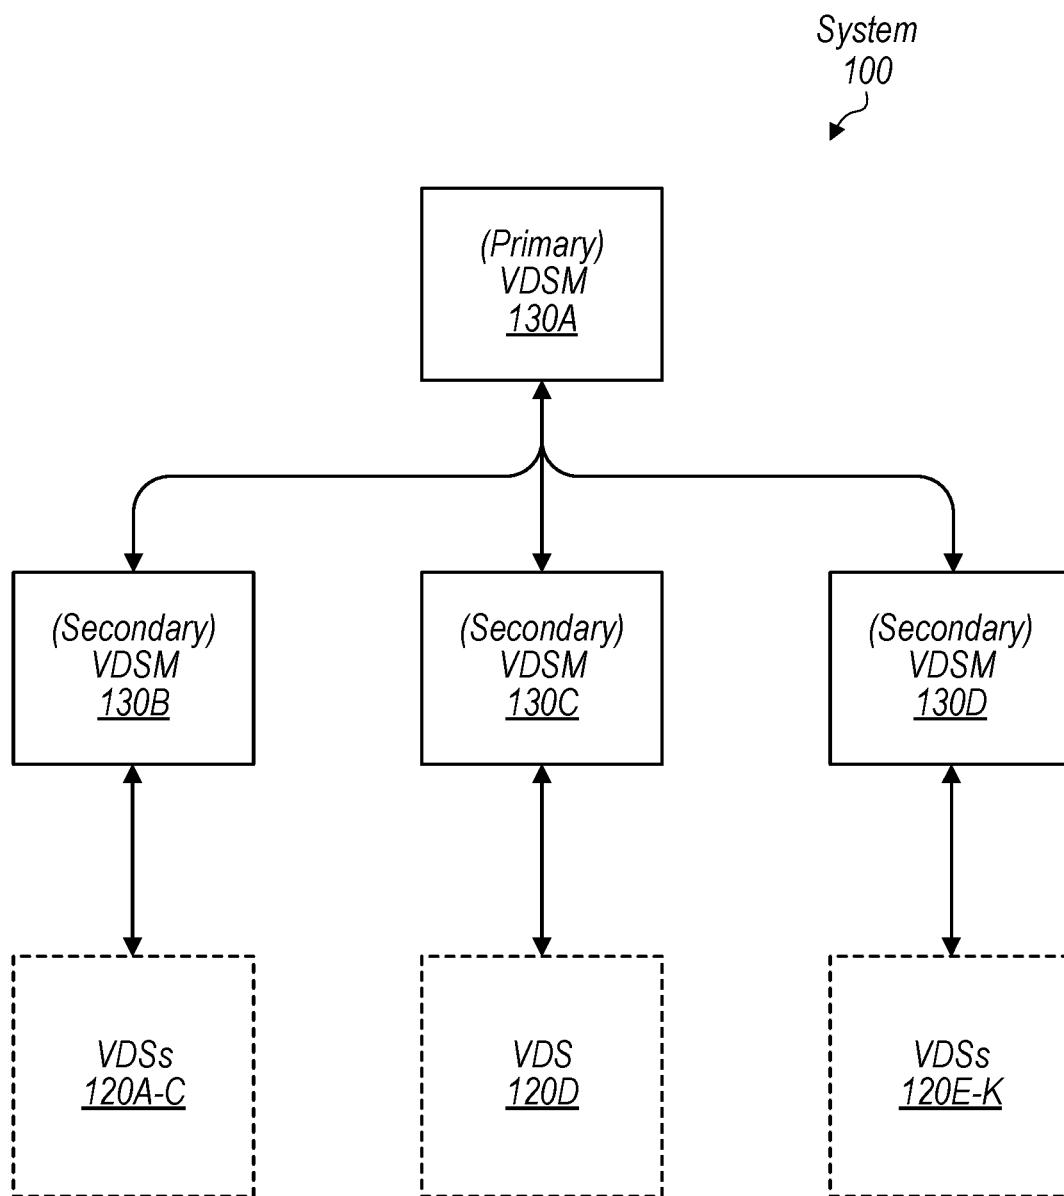 System
100
(Primary)
VDSM
130A
(Secondary)
VDSM
130B
(Secondary)
VDSM
130C
(Secondary)
VDSM
130D
VDSs
120A-C
VDS
120D
VDSs
120E-K